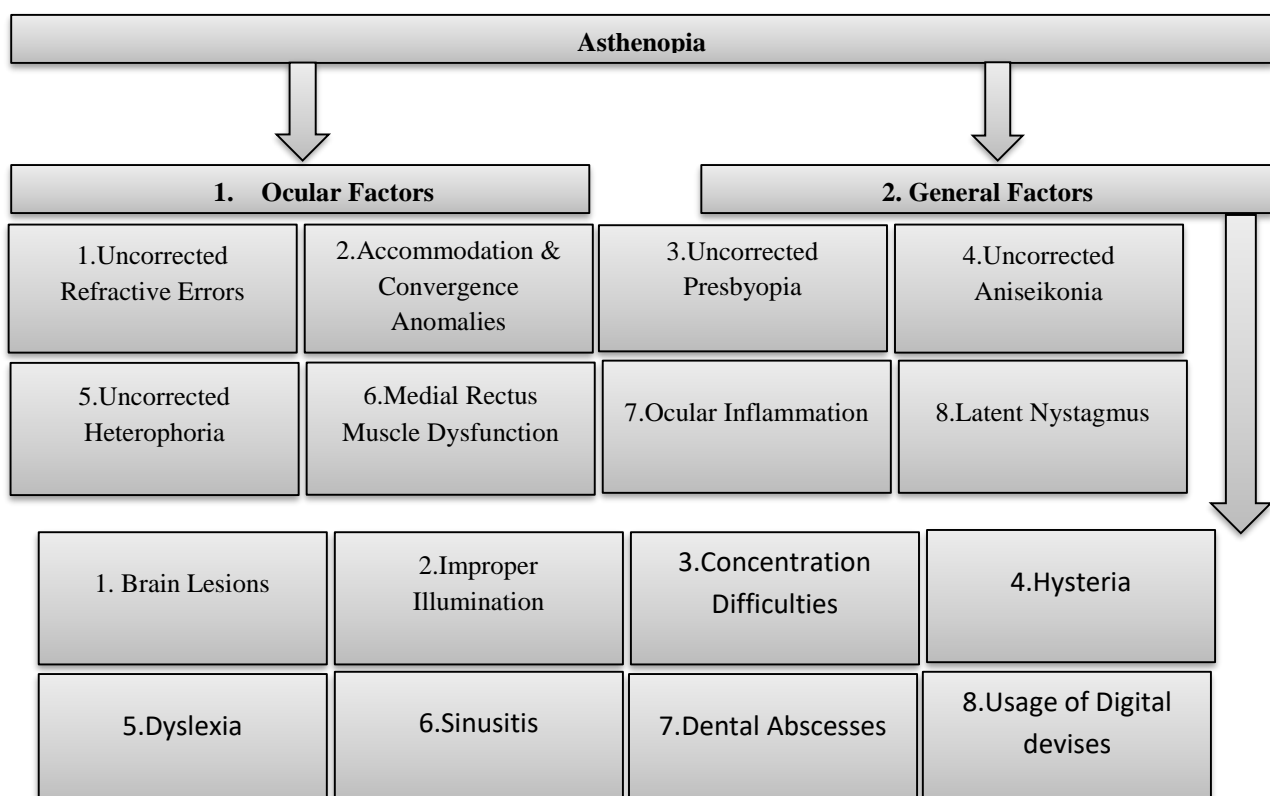 Asthenopia
1. Ocular Factors
2. General Factors
1.Uncorrected
Refractive Errors
2.Accommodation &
Convergence
Anomalies
3.Uncorrected
Presbyopia
4.Uncorrected
Aniseikonia
5.Uncorrected
Heterophoria
6.Medial Rectus
Muscle Dysfunction
7.Ocular Inflammation
8.Latent Nystagmus
1. Brain Lesions
2.Improper
Illumination
3.Concentration
Difficulties
4.Hysteria
5.Dyslexia
6.Sinusitis
7.Dental Abscesses
8.Usage of Digital
devises